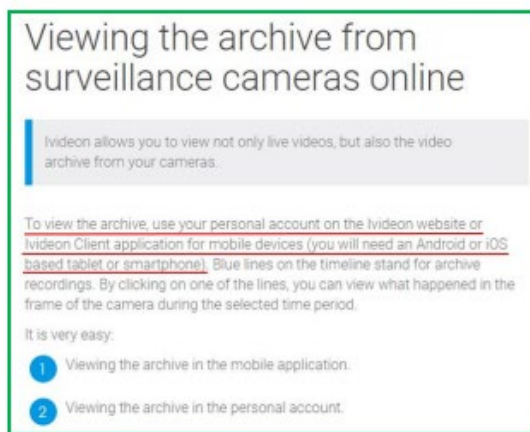 Viewing the archive from
surveillance cameras online
Ivideon allows you to view not only live videos, but also the video
archive from your cameras.
To view the archive, use your personal account on the Ivideon website or
Ivideon Client application for mobile devices (you will need an Android or iOS
based tablet or smartphone). Blue lines on the timeline stand for archive
recordings. By clicking on one of the lines, you can view what happened in the
frame of the camera during the selected time period.
It is very easy:
1 Viewing the archive in the mobile application.
2 Viewing the archive in the personal account.